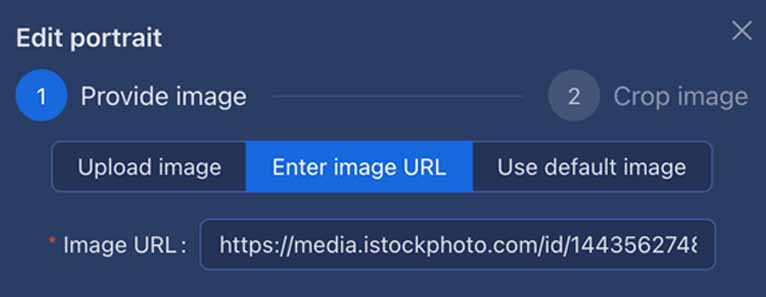 Edit portrait
1 Provide image 2 Crop image
Upload image Enter image URL Use default image
* Image URL: https://media.istockphoto.com/id/1443562748